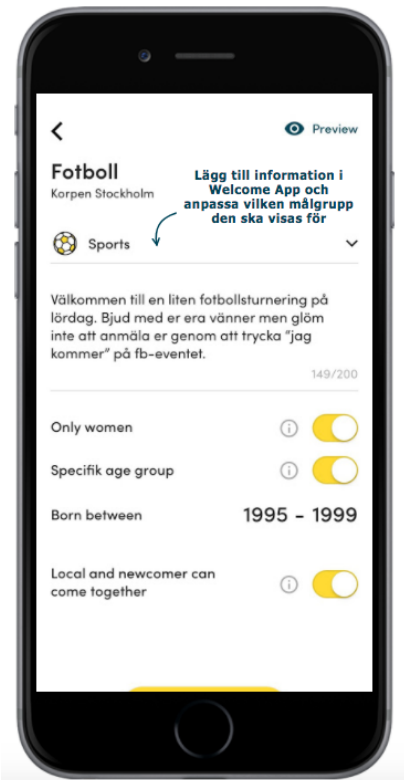 Preview
Fotboll
Korpen Stockholm
Lägg till information i
Welcome App och
anpassa vilken målgrupp
den ska visas för
Sports
Välkommen till en liten fotbollsturnering på
lördag. Bjud med er era vänner men glöm
inte att anmäla er genom att trycka "jag
kommer" på fb-eventet.
149/200
Only women
Specifik age group
Born between 1995 - 1999
Local and newcomer can
come together